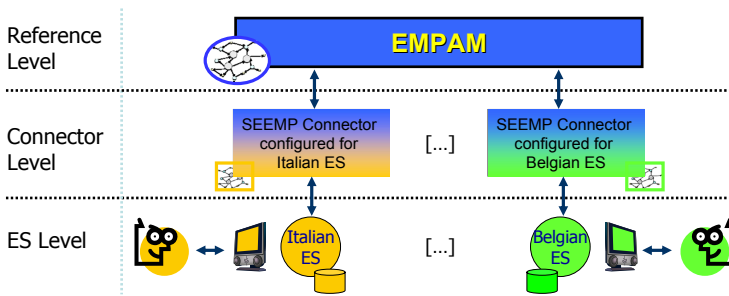 Reference
Level
EMPAM
Connector
Level
SEEMP Connector
configured for
Italian ES
[...]
SEEMP Connector
configured for
Belgian ES
ES Level
Italian
ES
[...]
Belgian
ES